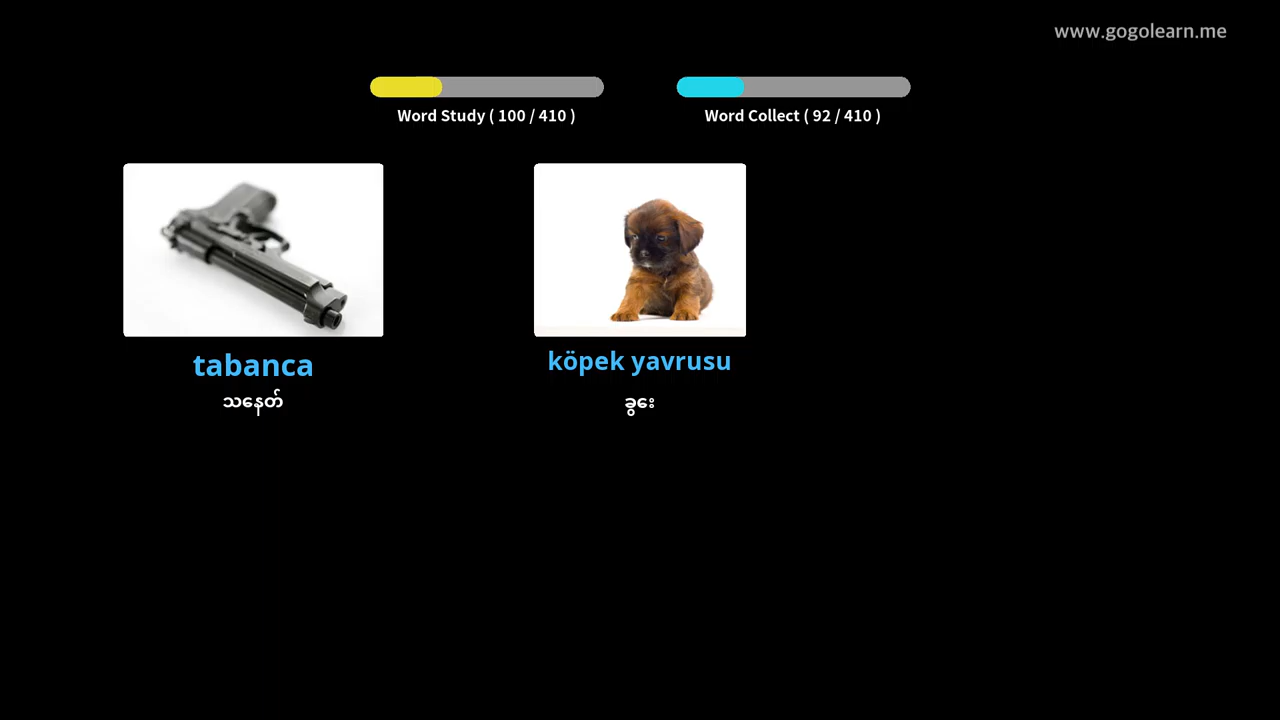 www.gogolearn.me
Word Study ( 100 / 410 )
Word Collect ( 92 / 410 )
tabanca
သေနတ်
köpek yavrusu
ခွေး